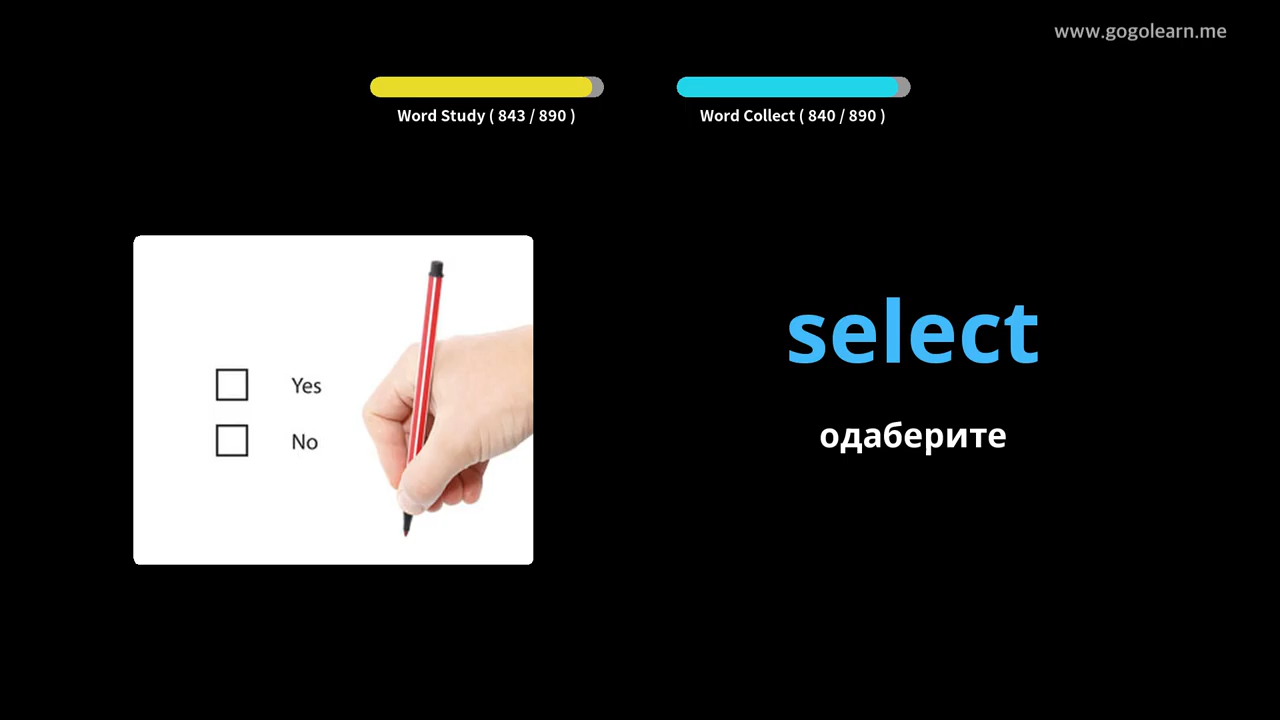 www.gogolearn.me
Word Study ( 843 / 890 )
Word Collect ( 840 / 890 )
Yes
No
select
одаберите